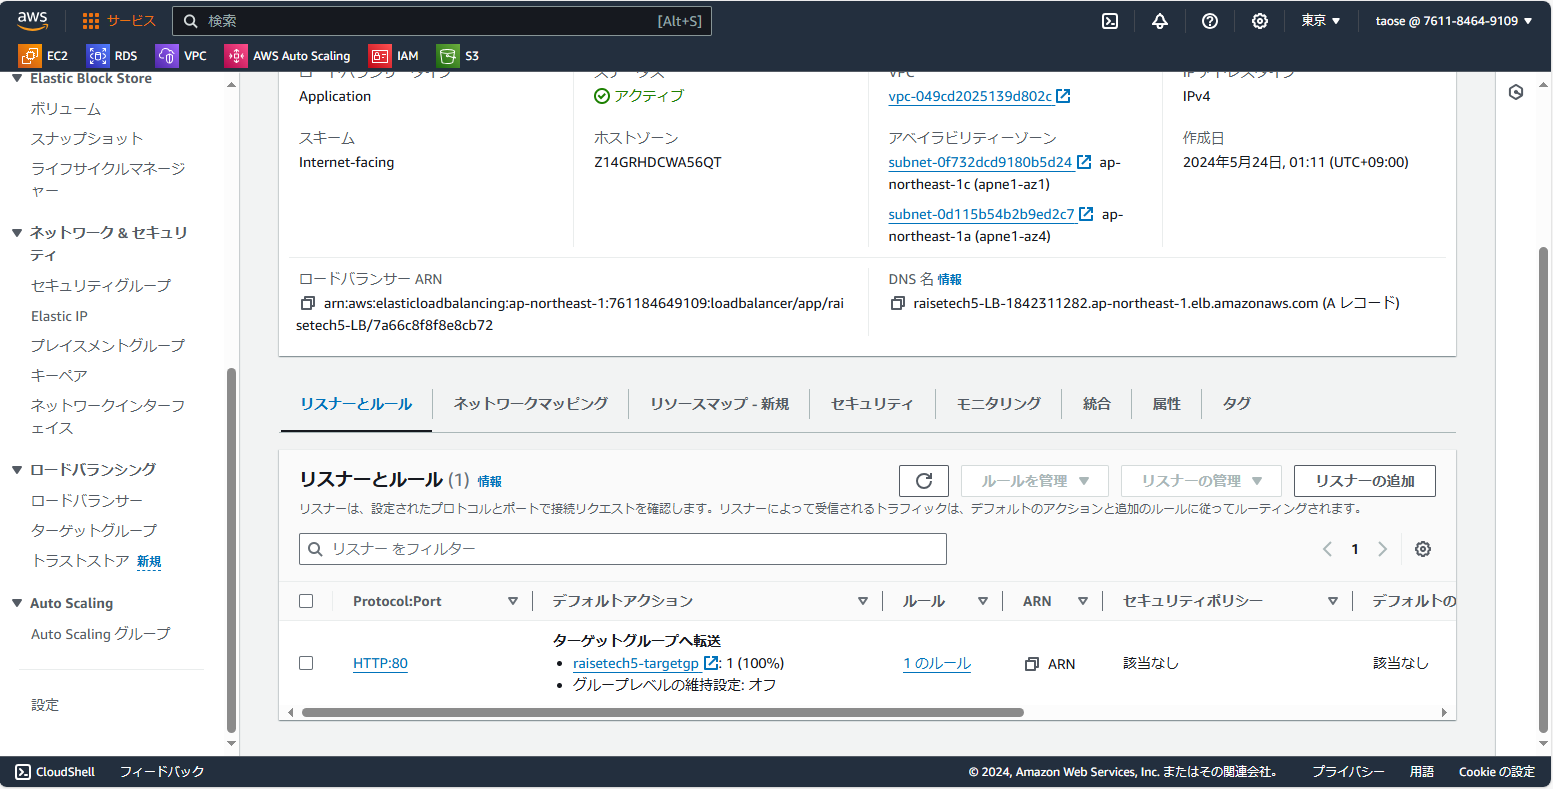 aws
サービス
検索
[Alt+S]
東京 ▼
taose @ 7611-8464-9109 ▼
EC2
RDS
VPC
AWS Auto Scaling
IAM
S3
Elastic Block Store
ボリューム
スナップショット
ライフサイクルマネージ
ャー
ネットワーク & セキュリ
ティ
セキュリティグループ
Elastic IP
プレイスメントグループ
キーペア
ネットワークインターフ
ェイス
ロードバランシング
ロードバランサー
ターゲットグループ
トラストストア 新規
Auto Scaling
Auto Scaling グループ
設定
ロードバランサータイプ
Application
ステータス
アクティブ
VPC
vpc-049cd2025139d802c
IP アドレスタイプ
IPv4
スキーム
Internet-facing
ホストゾーン
Z14GRHDCWA56QT
アベイラビリティーゾーン
subnet-0f732dcd9180b5d24 ap-
northeast-1c (apne1-az1)
subnet-0d115b54b2b9ed2c7 ap-
northeast-1a (apne1-az4)
作成日
2024年5月24日, 01:11 (UTC+09:00)
ロードバランサー ARN
arn:aws:elasticloadbalancing:ap-northeast-1:761184649109:loadbalancer/app/rai
setech5-LB/7a66c8f8f8e8cb72
DNS 名 情報
raisetech5-LB-1842311282.ap-northeast-1.elb.amazonaws.com (A レコード)
リスナーとルール
ネットワークマッピング
リソースマップ - 新規
セキュリティ
モニタリング
統合
属性
タグ
リスナーとルール (1) 情報
ルールを管理 ▼
リスナーの管理 ▼
リスナーの追加
リスナーは、設定されたプロトコルとポートで接続リクエストを確認します。リスナーによって受信されるトラフィックは、デフォルトのアクションと追加のルールに従ってルーティングされます。
リスナー をフィルター
1
Protocol:Port
デフォルトアクション
ルール
ARN
セキュリティポリシー
デフォルトの
HTTP:80
ターゲットグループへ転送
• raisetech5-targetgp : 1 (100%)
• グループレベルの維持設定: オフ
1 のルール
ARN
該当なし
該当なし
CloudShell
フィードバック
© 2024, Amazon Web Services, Inc. またはその関連会社。
プライバシー
用語
Cookie の設定